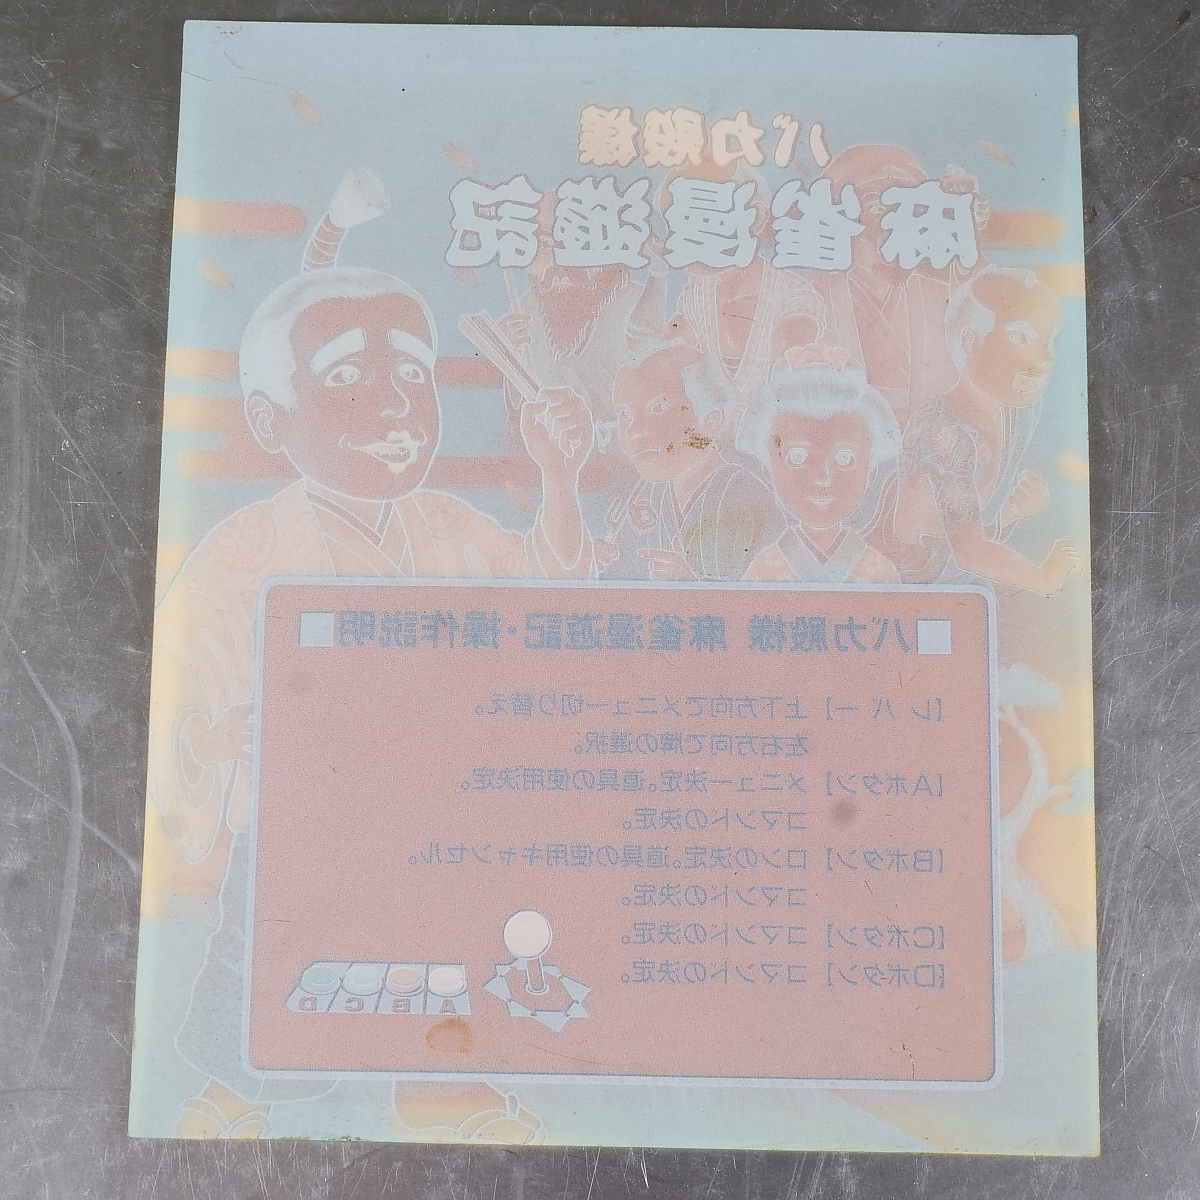 バカ殿様
麻雀漫遊記
■バカ殿様 麻雀漫遊記・操作説明■
【レバー】上下方向でメニュー切り替え。
左右方向で牌の選択。
【Aボタン】メニュー決定。道具の使用決定。
コマンドの決定。
【Bボタン】ロンの決定。道具の使用キャンセル。
コマンドの決定。
【Cボタン】コマンドの決定。
【Dボタン】コマンドの決定。
A B C D